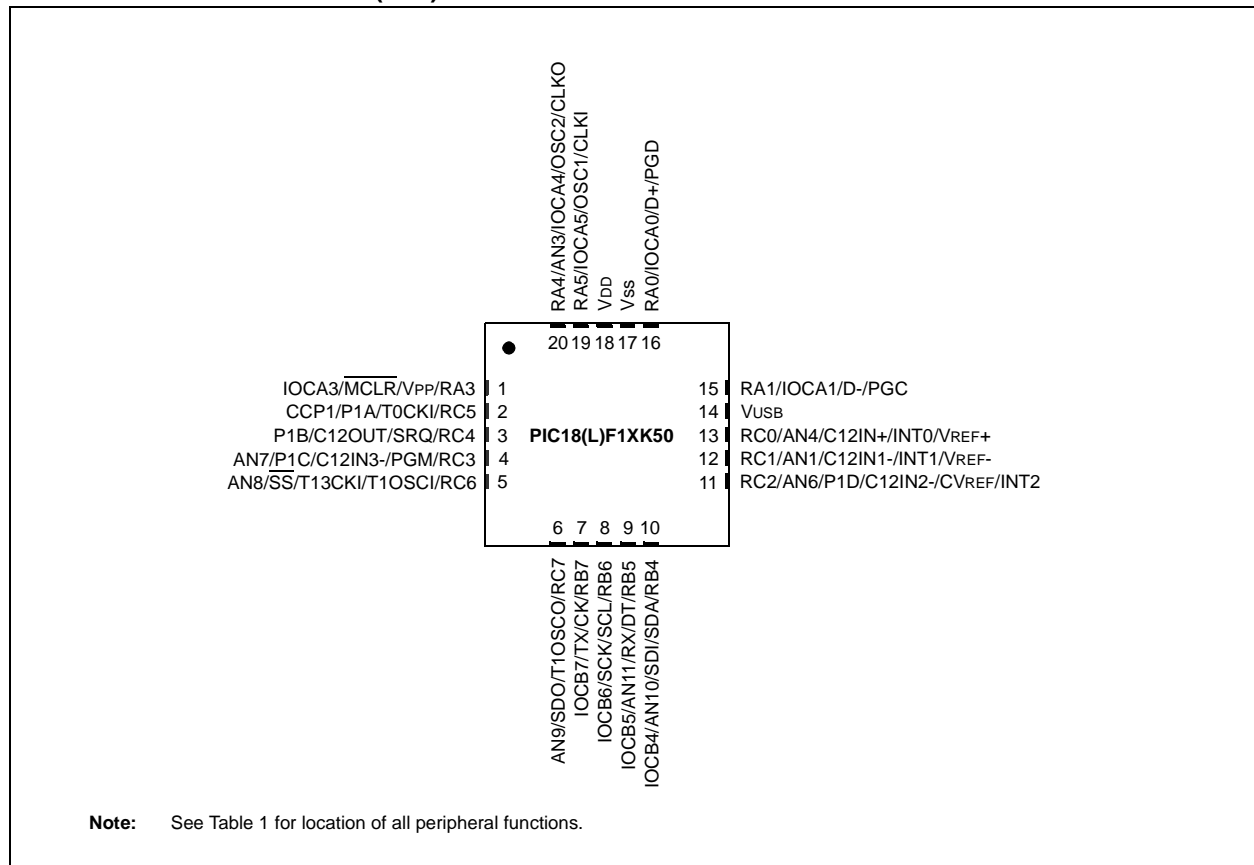 RA4/AN3/IOCA4/OSC2/CLKO
RA5/IOCA5/OSC1/CLKI
VDD
VSS
RA0/IOCA0/D+/PGD
20 19 18 17 16
IOCA3/MCLR/VPP/RA3 1
CCP1/P1A/T0CKI/RC5 2
P1B/C12OUT/SRQ/RC4 3
AN7/P1C/C12IN3-/PGM/RC3 4
AN8/SS/T13CKI/T1OSCI/RC6 5
PIC18(L)F1XK50
15 RA1/IOCA1/D-/PGC
14 VUSB
13 RC0/AN4/C12IN+/INT0/VREF+
12 RC1/AN1/C12IN1-/INT1/VREF-
11 RC2/AN6/P1D/C12IN2-/CVREF/INT2
6 7 8 9 10
AN9/SDO/T1OSCO/RC7
IOCB7/TX/CK/RB7
IOCB6/SCK/SCL/RB6
IOCB5/AN11/RX/DT/RB5
IOCB4/AN10/SDI/SDA/RB4
Note: See Table 1 for location of all peripheral functions.